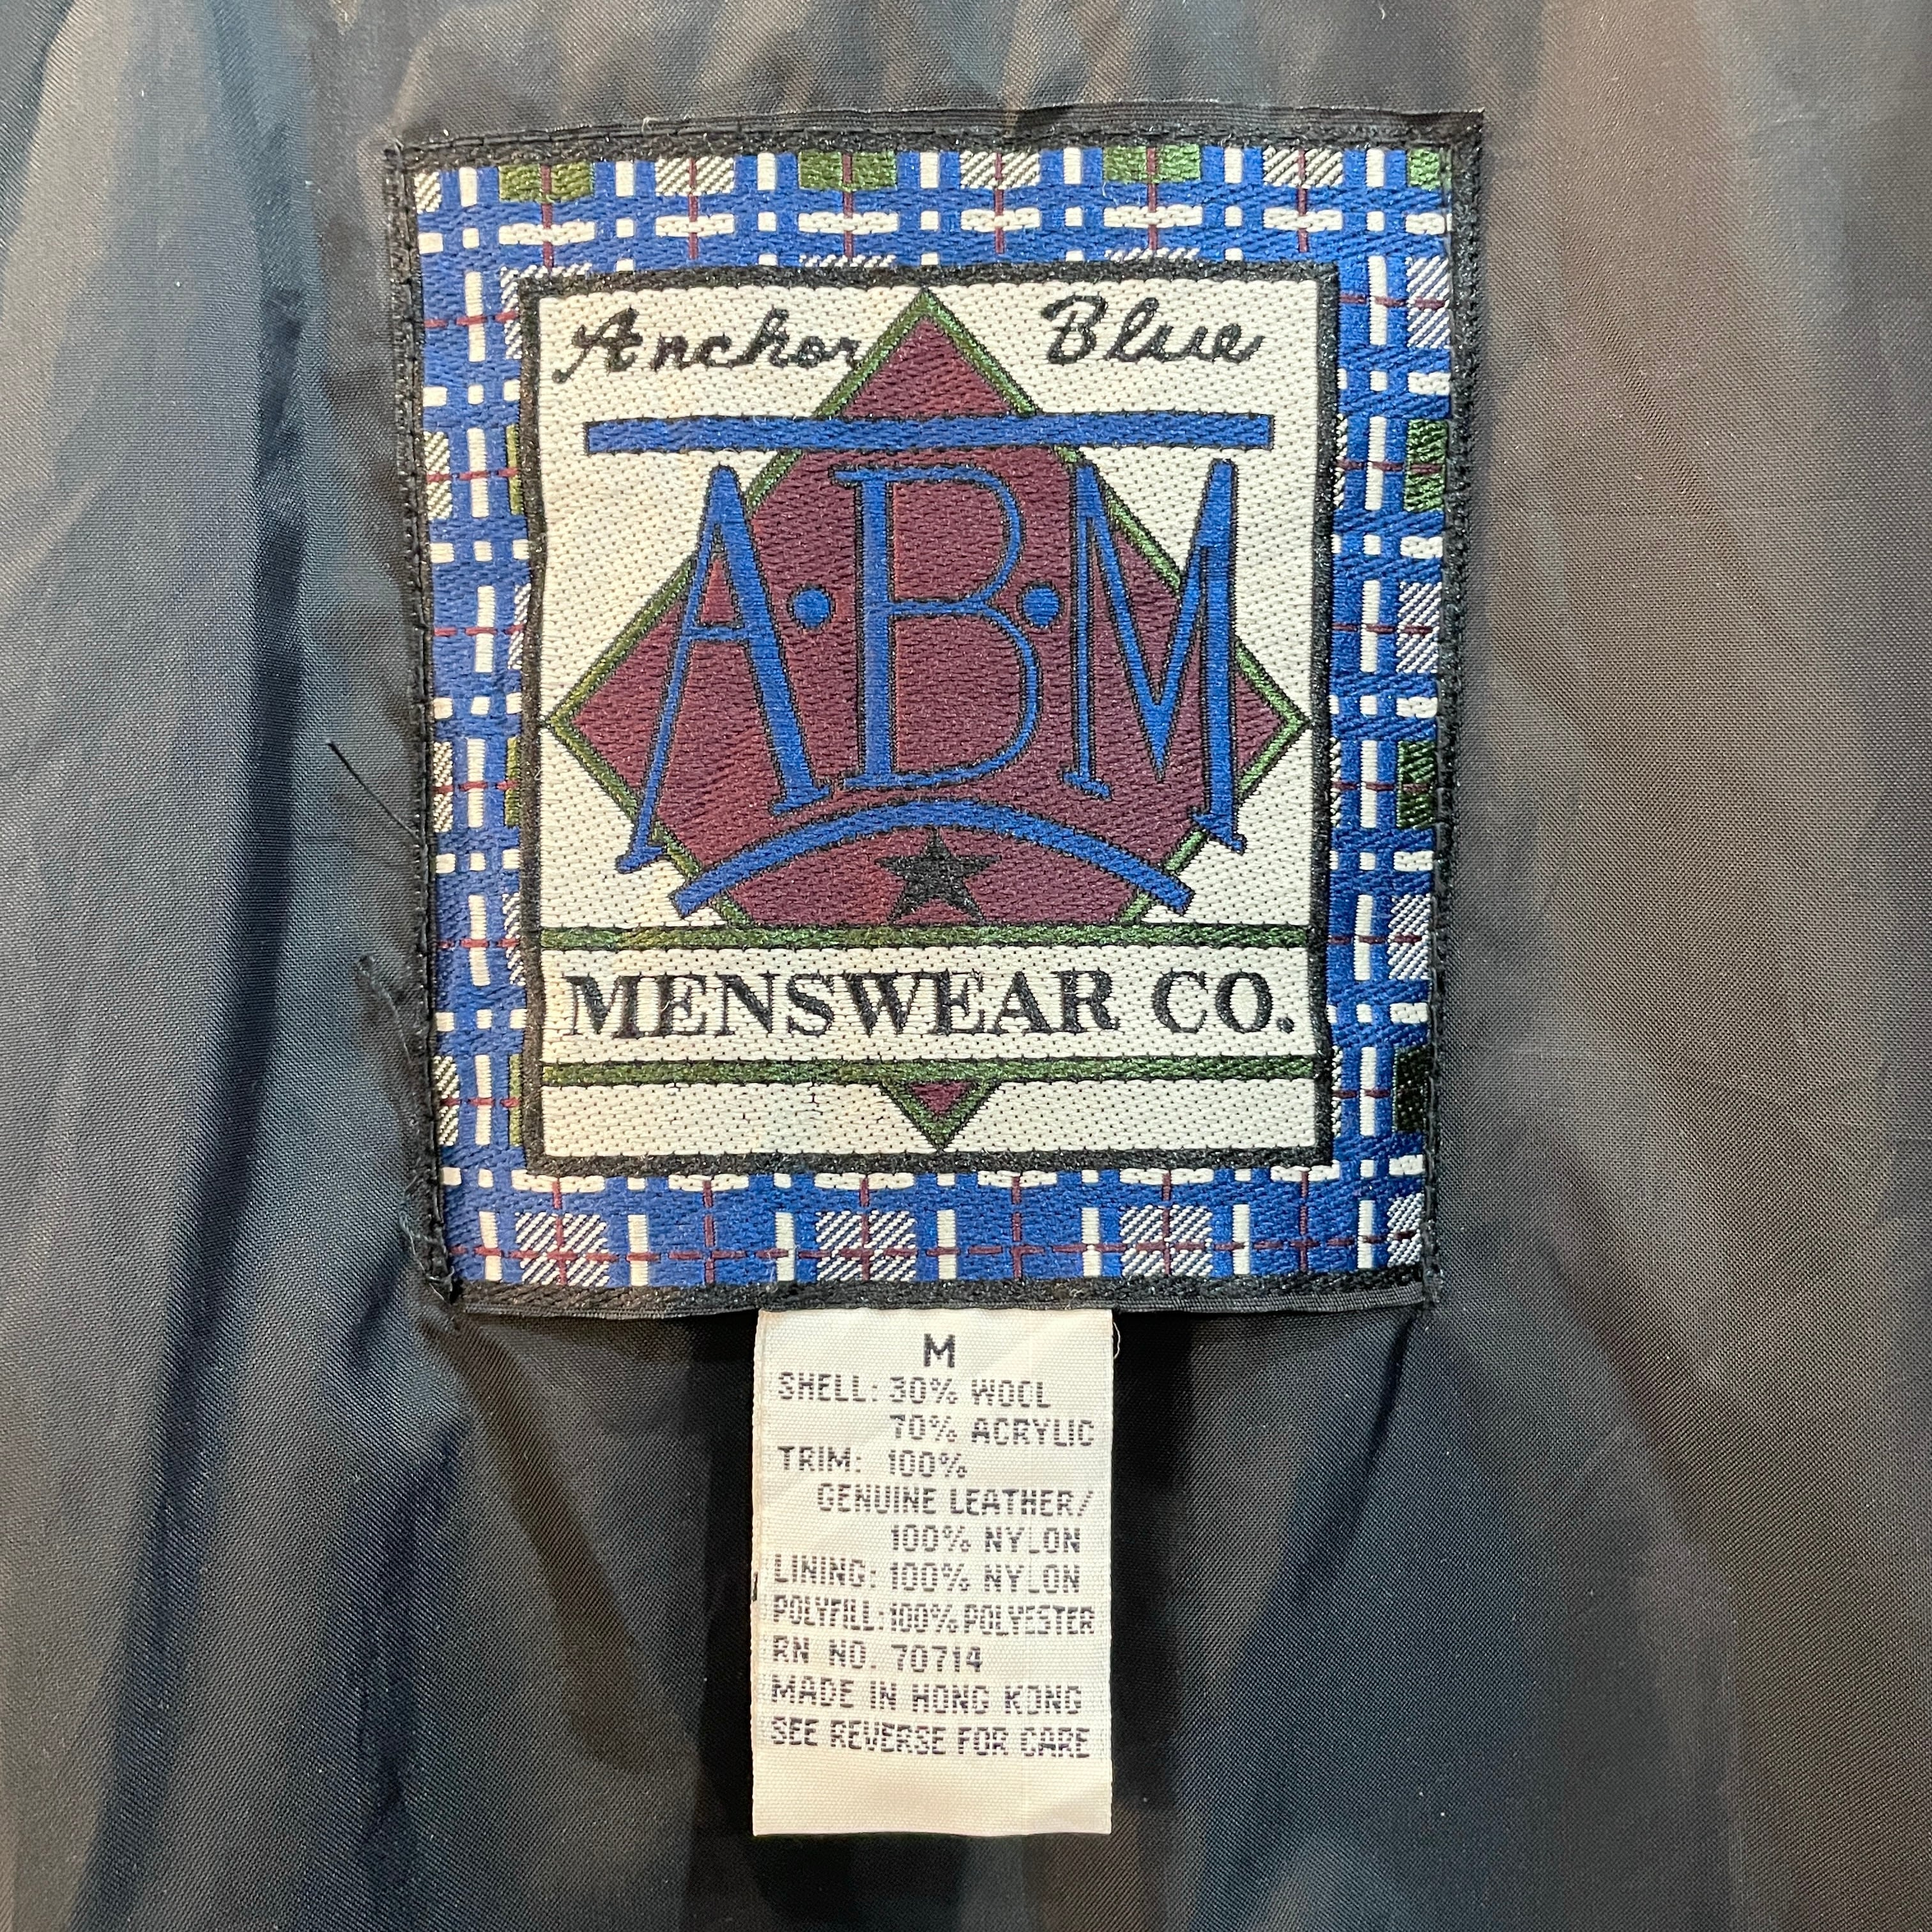 Anchor Blue
A·B·M
MENSWEAR CO.
M
SHELL: 30% WOOL
70% ACRYLIC
TRIM: 100%
GENUINE LEATHER/
100% NYLON
LINING: 100% NYLON
POLYFILL: 100% POLYESTER
RN NO. 70714
MADE IN HONG KONG
SEE REVERSE FOR CARE